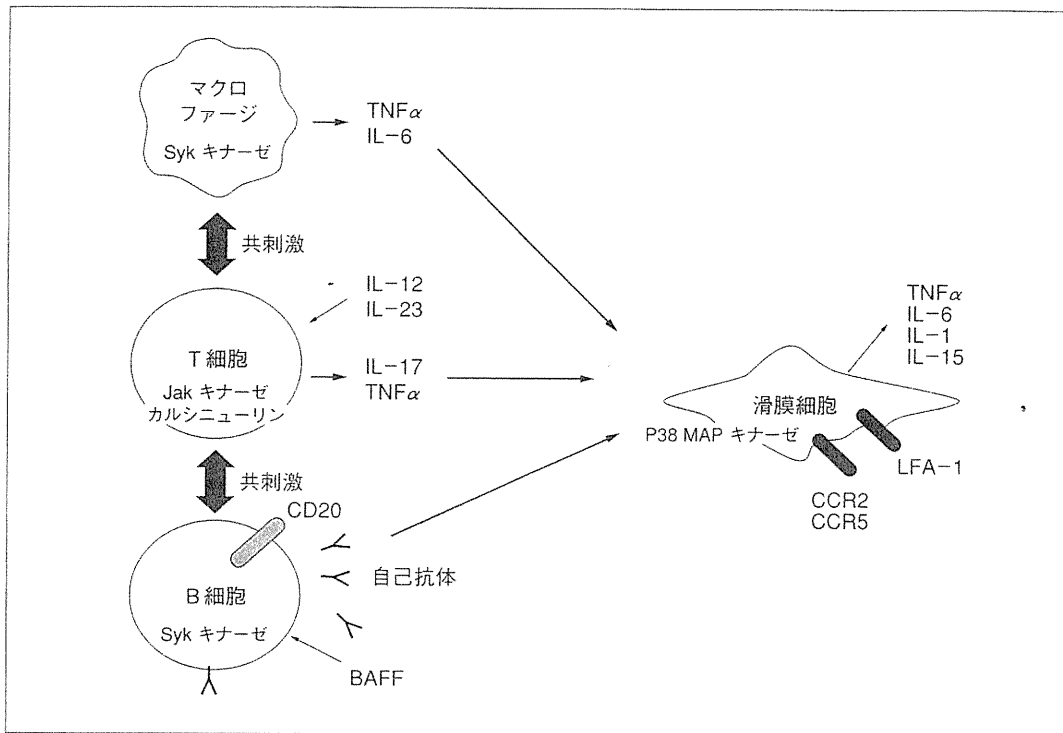 マクロ
ファージ
Syk キナーゼ
TNFα
IL-6
共刺激
IL-12
IL-23
T細胞
Jak キナーゼ
カルシニューリン
IL-17
TNFα
共刺激
CD20
B細胞
Syk キナーゼ
自己抗体
BAFF
TNFα
IL-6
IL-1
IL-15
滑膜細胞
P38 MAP キナーゼ
LFA-1
CCR2
CCR5